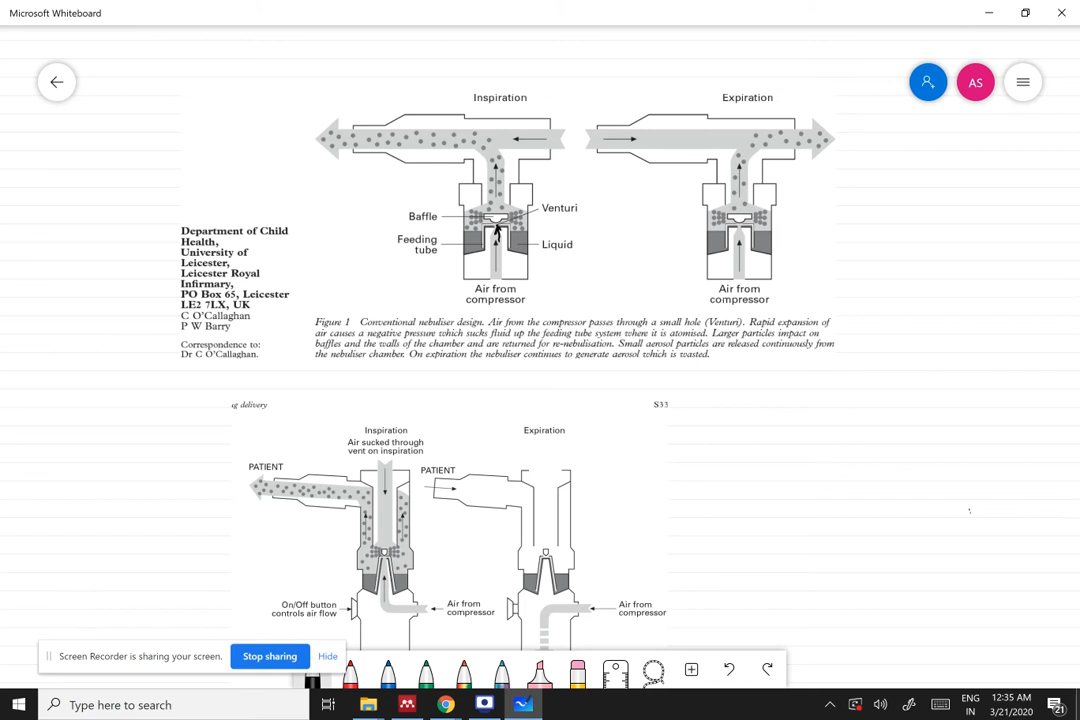 Microsoft Whiteboard
AS
Inspiration
Expiration
Baffle
Venturi
Feeding
tube
Liquid
Air from
compressor
Air from
compressor
Department of Child
Health,
University of
Leicester,
Leicester Royal
Infirmary,
PO Box 65, Leicester
LE2 7LX, UK
C O'Callaghan
P W Barry
Correspondence to:
Dr C O'Callaghan.
Figure 1 Conventional nebuliser design. Air from the compressor passes through a small hole (Venturi). Rapid expansion of
air causes a negative pressure which sucks fluid up the feeding tube system where it is atomised. Larger particles impact on
baffles and the walls of the chamber and are returned for re-nebulisation. Small aerosol particles are released continuously from
the nebuliser chamber. On expiration the nebuliser continues to generate aerosol which is wasted.
ug delivery
S33
Inspiration
Air sucked through
vent on inspiration
Expiration
PATIENT
PATIENT
On/Off button
controls air flow
Air from
compressor
Air from
compressor
Screen Recorder is sharing your screen.
Stop sharing
Hide
Type here to search
ENG
IN
12:35 AM
3/21/2020
21